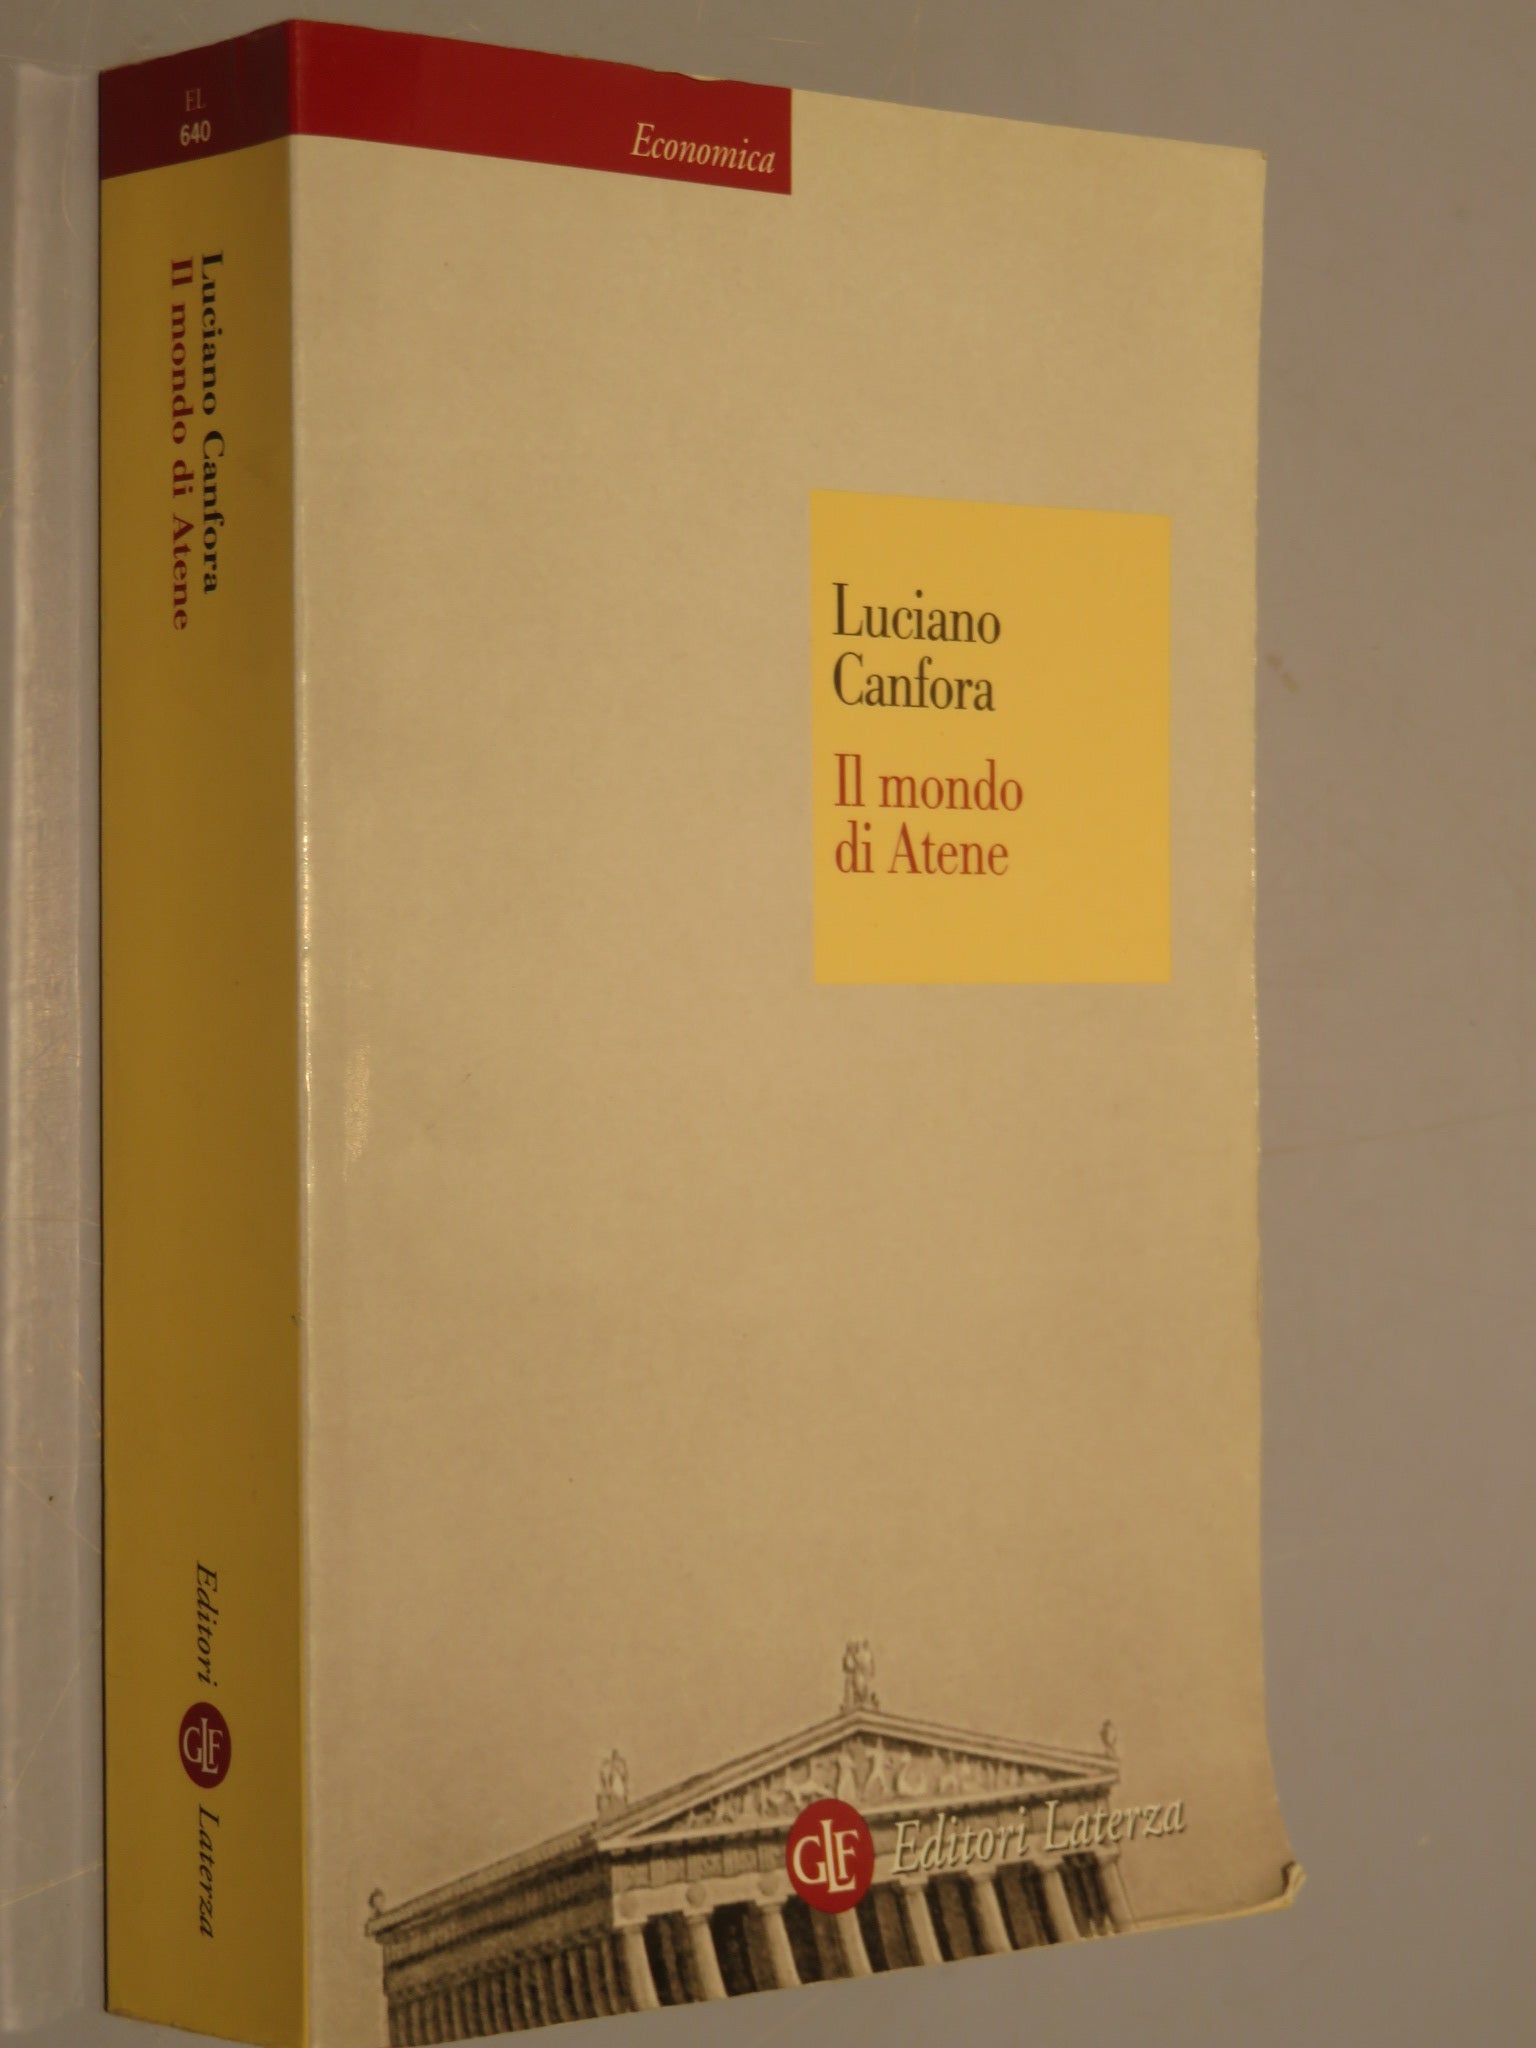 EL
640
Luciano Canfora
Il mondo di Atene
Editori GLF Laterza
Economica
Luciano
Canfora
Il mondo
di Atene
GLF Editori Laterza